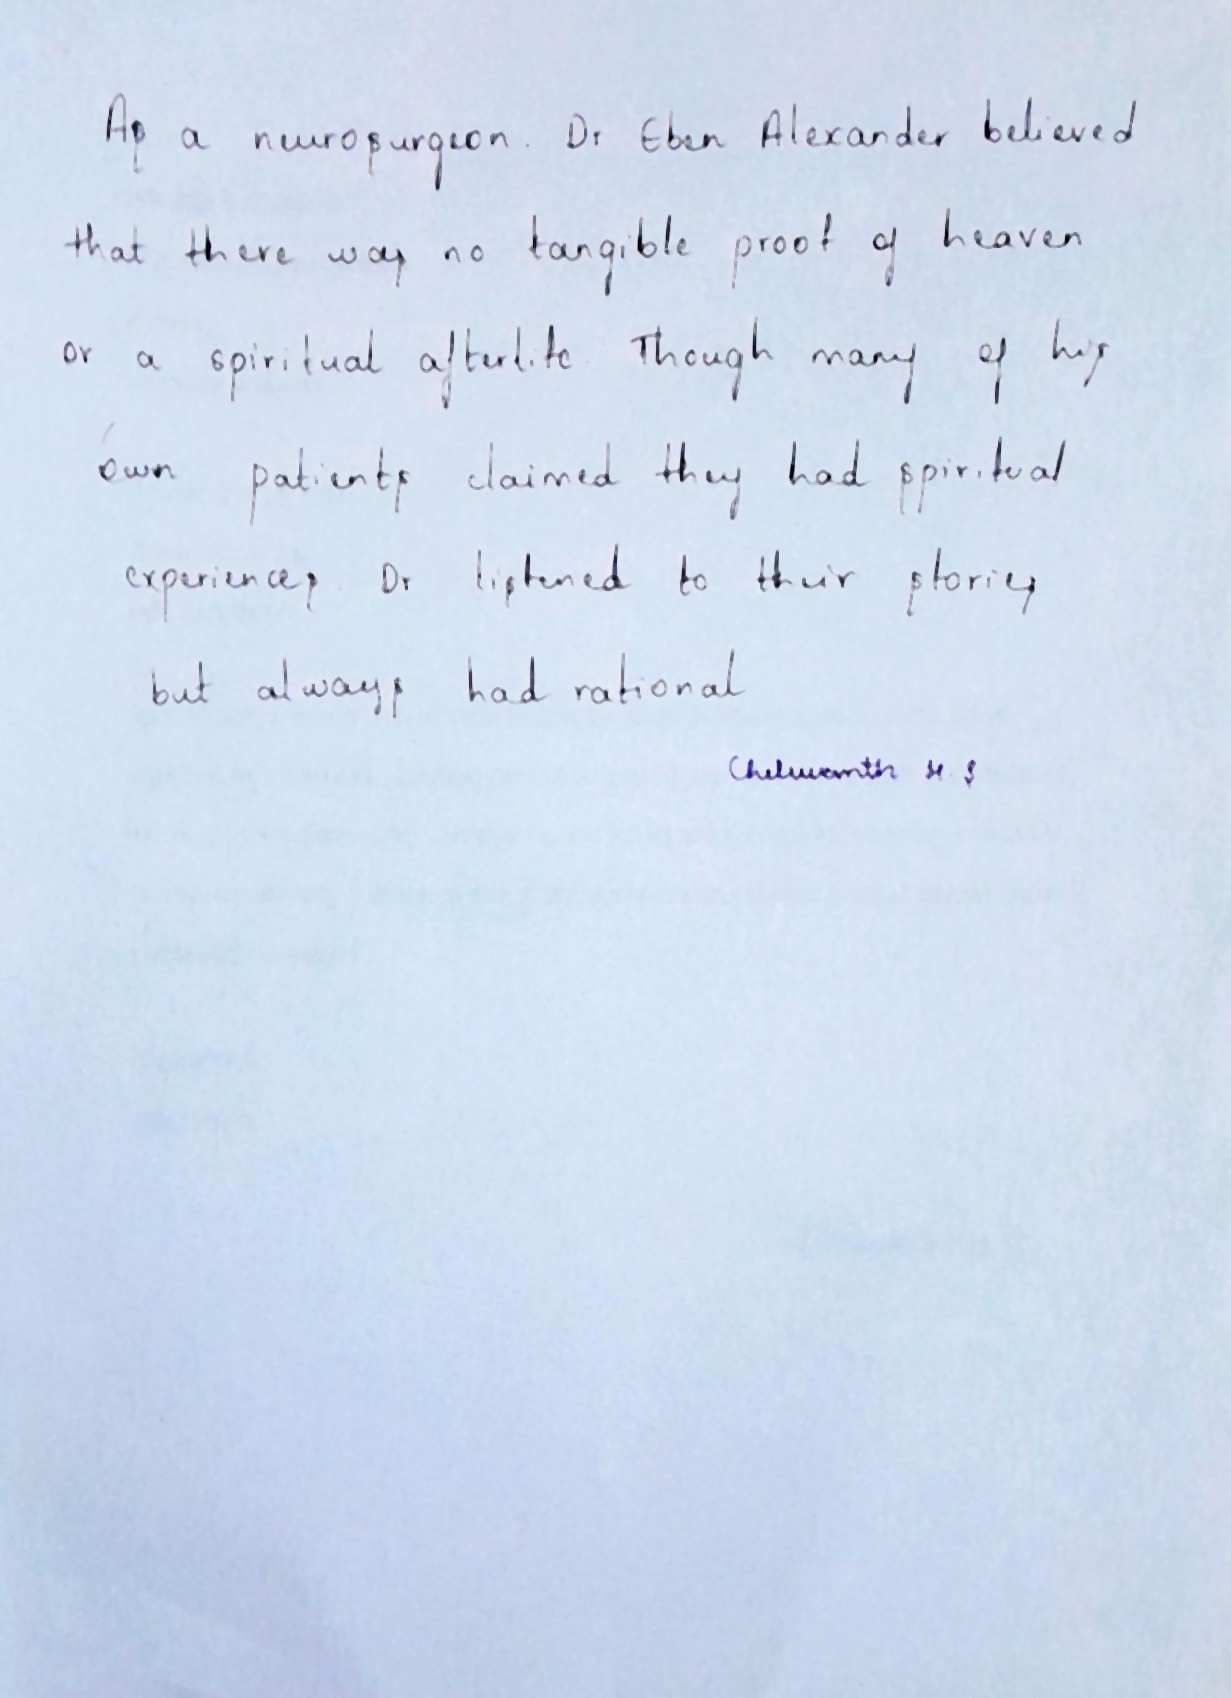 As a neurosurgeon. Dr Eben Alexander believed
that there was no tangible proof of heaven
or a spiritual afterlife. Though many of his
own patients claimed they had spiritual
experiences. Dr listened to their stories
but always had rational
H.S